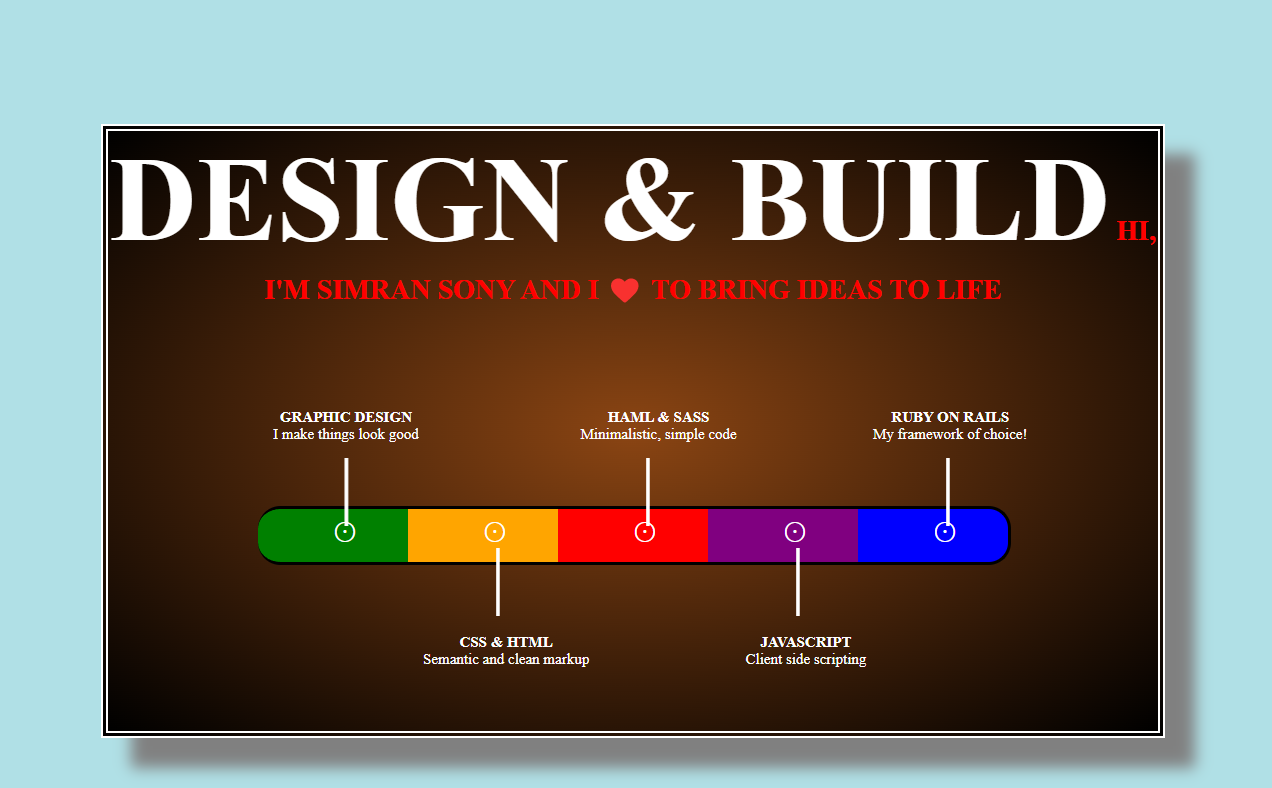 DESIGN & BUILD HI,
I'M SIMRAN SONY AND I ❤ TO BRING IDEAS TO LIFE
GRAPHIC DESIGN
I make things look good
HAML & SASS
Minimalistic, simple code
RUBY ON RAILS
My framework of choice!
CSS & HTML
Semantic and clean markup
JAVASCRIPT
Client side scripting